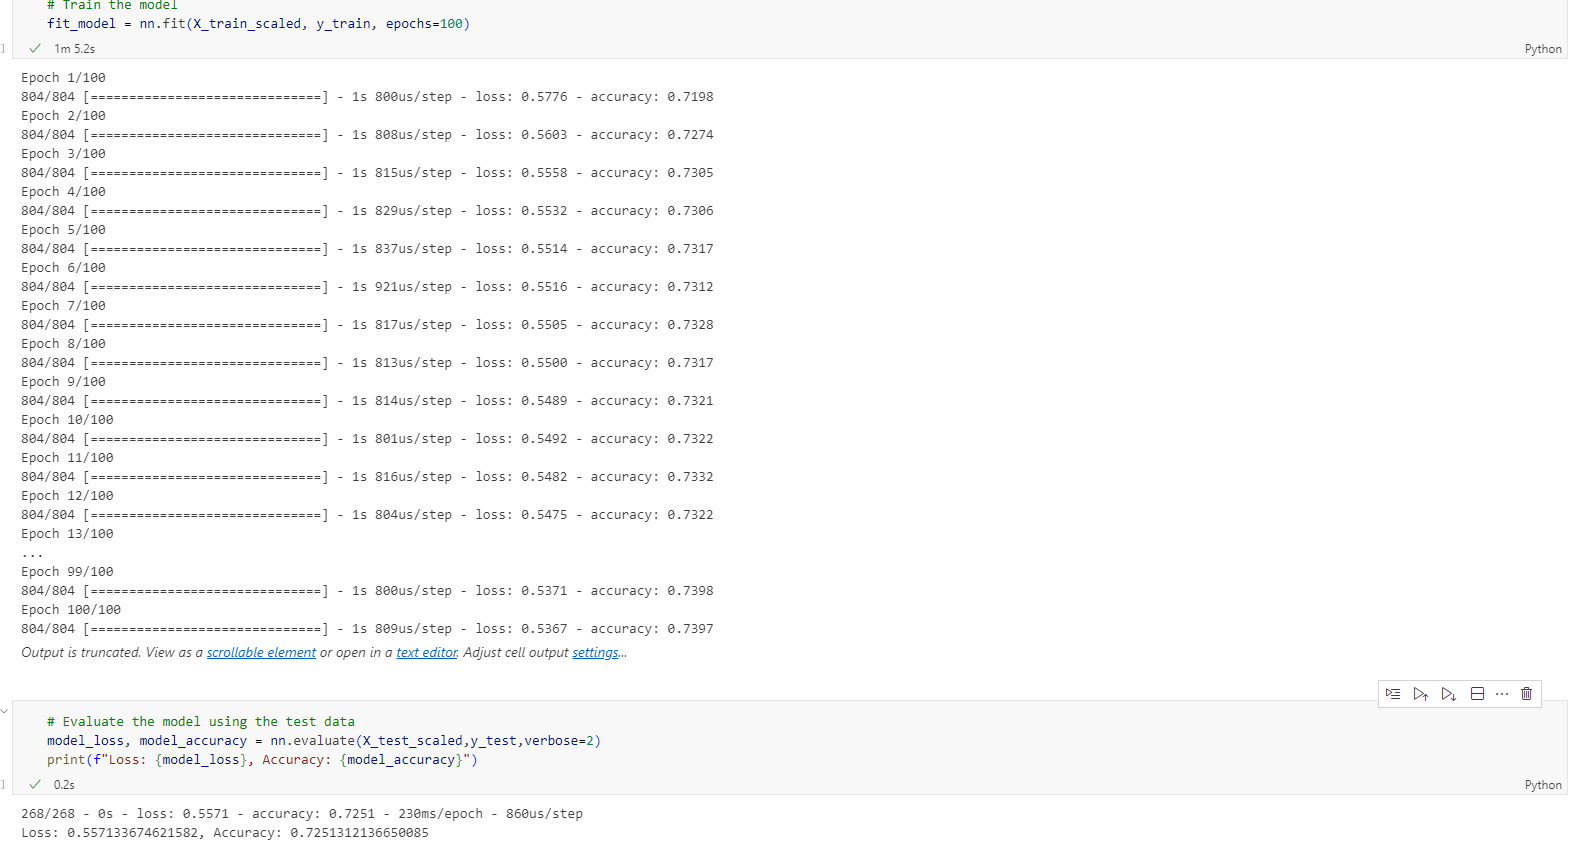 # Train the model
fit_model = nn.fit(X_train_scaled, y_train, epochs=100)
] ✓ 1m 5.2s Python
Epoch 1/100
804/804 [==============================] - 1s 800us/step - loss: 0.5776 - accuracy: 0.7198
Epoch 2/100
804/804 [==============================] - 1s 808us/step - loss: 0.5603 - accuracy: 0.7274
Epoch 3/100
804/804 [==============================] - 1s 815us/step - loss: 0.5558 - accuracy: 0.7305
Epoch 4/100
804/804 [==============================] - 1s 829us/step - loss: 0.5532 - accuracy: 0.7306
Epoch 5/100
804/804 [==============================] - 1s 837us/step - loss: 0.5514 - accuracy: 0.7317
Epoch 6/100
804/804 [==============================] - 1s 921us/step - loss: 0.5516 - accuracy: 0.7312
Epoch 7/100
804/804 [==============================] - 1s 817us/step - loss: 0.5505 - accuracy: 0.7328
Epoch 8/100
804/804 [==============================] - 1s 813us/step - loss: 0.5500 - accuracy: 0.7317
Epoch 9/100
804/804 [==============================] - 1s 814us/step - loss: 0.5489 - accuracy: 0.7321
Epoch 10/100
804/804 [==============================] - 1s 801us/step - loss: 0.5492 - accuracy: 0.7322
Epoch 11/100
804/804 [==============================] - 1s 816us/step - loss: 0.5482 - accuracy: 0.7332
Epoch 12/100
804/804 [==============================] - 1s 804us/step - loss: 0.5475 - accuracy: 0.7322
Epoch 13/100
...
Epoch 99/100
804/804 [==============================] - 1s 800us/step - loss: 0.5371 - accuracy: 0.7398
Epoch 100/100
804/804 [==============================] - 1s 809us/step - loss: 0.5367 - accuracy: 0.7397
Output is truncated. View as a scrollable element or open in a text editor. Adjust cell output settings...
# Evaluate the model using the test data
model_loss, model_accuracy = nn.evaluate(X_test_scaled,y_test,verbose=2)
print(f"Loss: {model_loss}, Accuracy: {model_accuracy}")
] ✓ 0.2s Python
268/268 - 0s - loss: 0.5571 - accuracy: 0.7251 - 230ms/epoch - 860us/step
Loss: 0.557133674621582, Accuracy: 0.7251312136650085